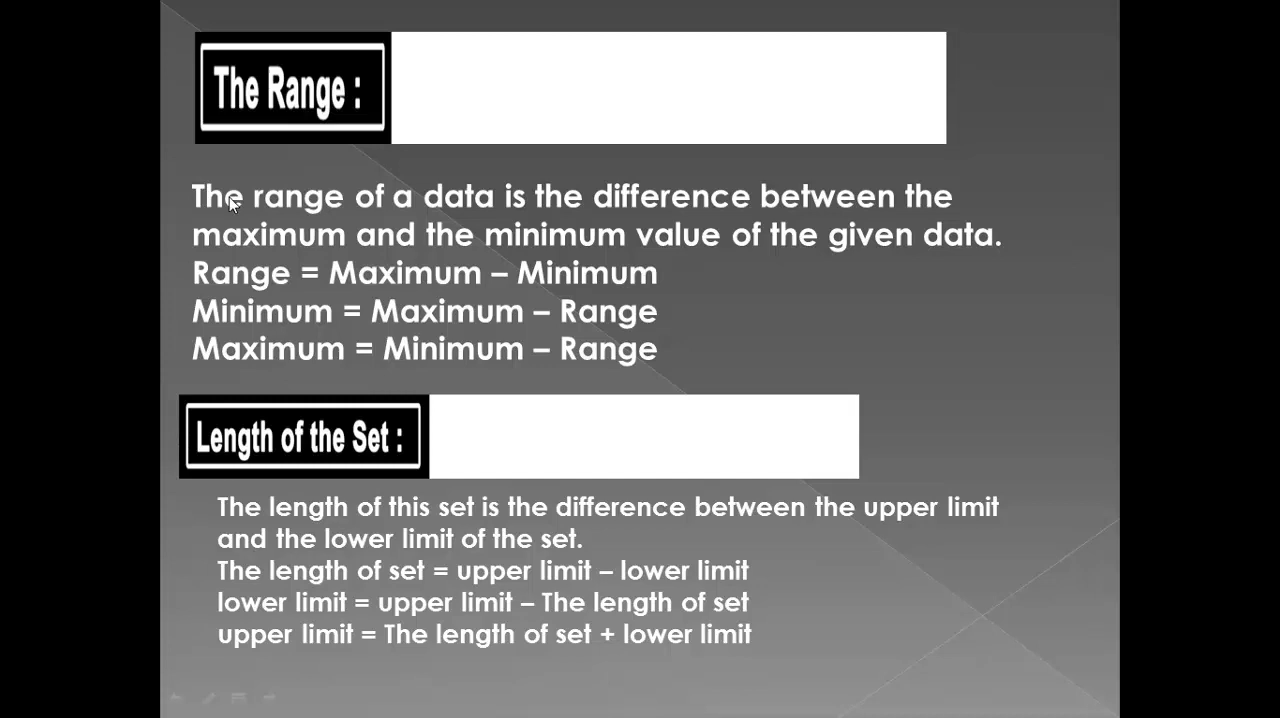 The Range :
The range of a data is the difference between the
maximum and the minimum value of the given data.
Range = Maximum – Minimum
Minimum = Maximum – Range
Maximum = Minimum – Range
Length of the Set :
The length of this set is the difference between the upper limit
and the lower limit of the set.
The length of set = upper limit – lower limit
lower limit = upper limit – The length of set
upper limit = The length of set + lower limit